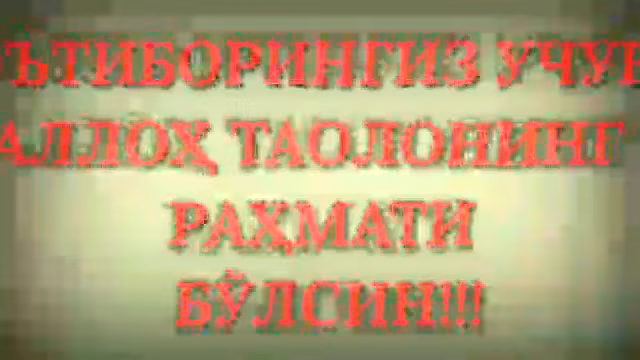 ЪТИБОРИНГИЗ УЧУН
АЛЛОҲ ТАОЛОНИНГ
РАҲМАТИ
БЎЛСИН!!!